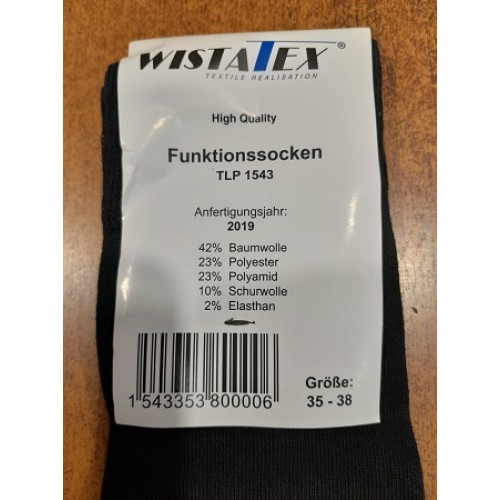 WISTATEX®
TEXTILE REALISATION
High Quality
Funktionssocken
TLP 1543
Anfertigungsjahr:
2019
42% Baumwolle
23% Polyester
23% Polyamid
10% Schurwolle
2% Elasthan
1 543353 800006
Größe:
35 - 38